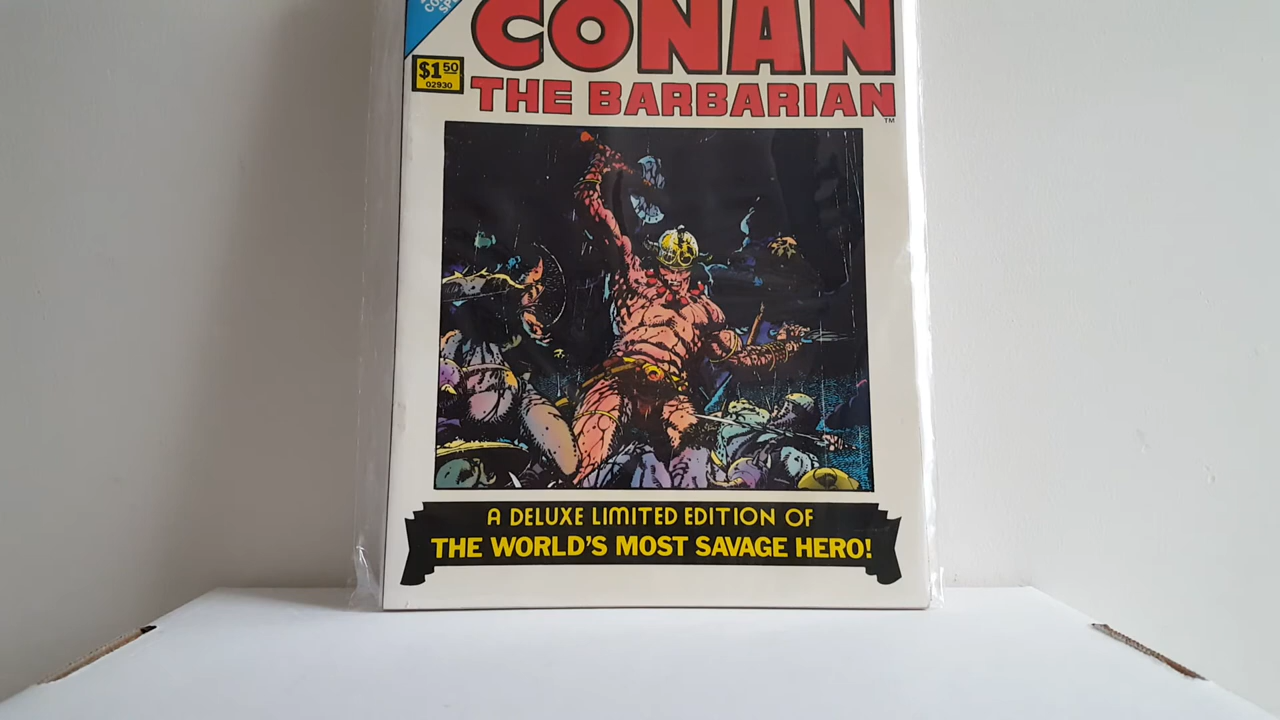 CONAN
$1.50
02930
THE BARBARIAN
TM
A DELUXE LIMITED EDITION OF
THE WORLD'S MOST SAVAGE HERO!